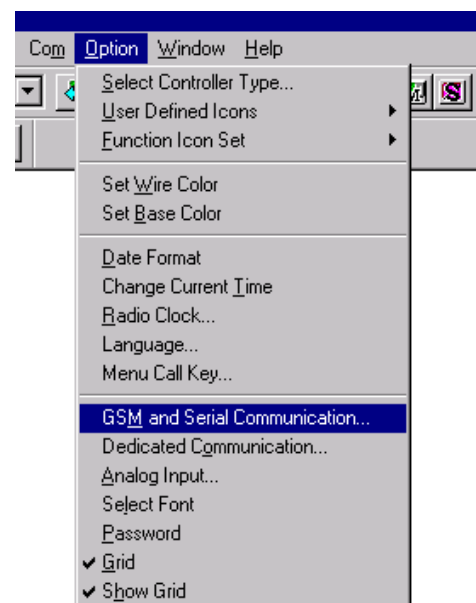 Com Option Window Help
Select Controller Type...
User Defined Icons
Function Icon Set
Set Wire Color
Set Base Color
Date Format
Change Current Time
Radio Clock...
Language...
Menu Call Key...
GSM and Serial Communication...
Dedicated Communication...
Analog Input...
Select Font
Password
Grid
Show Grid